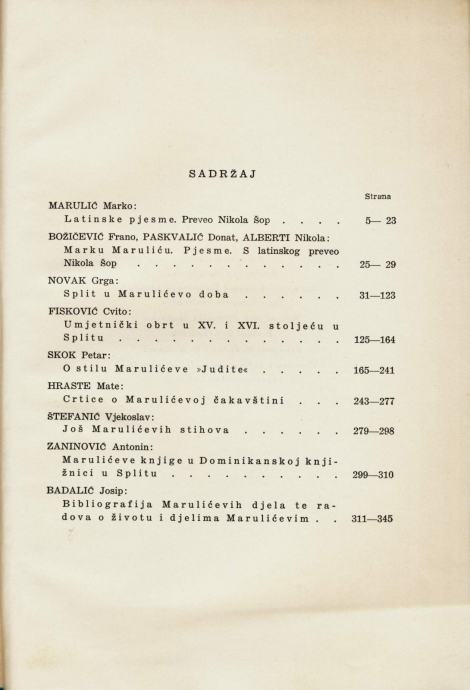 SADRŽAJ
Strana
MARULIĆ Marko:
Latinske pjesme. Preveo Nikola Šop . . . . 5— 23
BOŽIČEVIĆ Frano, PASKVALIĆ Donat, ALBERTI Nikola:
Marku Maruliću. Pjesme. S latinskog preveo
Nikola Šop . . . . . . . . . . . . 25— 29
NOVAK Grga:
Split u Marulićevo doba . . . . . . 31—123
FISKOVIĆ Cvito:
Umjetnički obrt u XV. i XVI. stoljeću u
Splitu . . . . . . . . . . . . . 125—164
SKOK Petar:
O stilu Marulićeve »Judite« . . . . . 165—241
HRASTE Mate:
Crtice o Marulićevoj čakavštini . . . 243—277
ŠTEFANIĆ Vjekoslav:
Još Marulićevih stihova . . . . . . 279—298
ZANINOVIĆ Antonin:
Marulićeve knjige u Dominikanskoj knji-
žnici u Splitu . . . . . . . . . . 299—310
BADALIĆ Josip:
Bibliografija Marulićevih djela te ra-
dova o životu i djelima Marulićevim . . 311—345